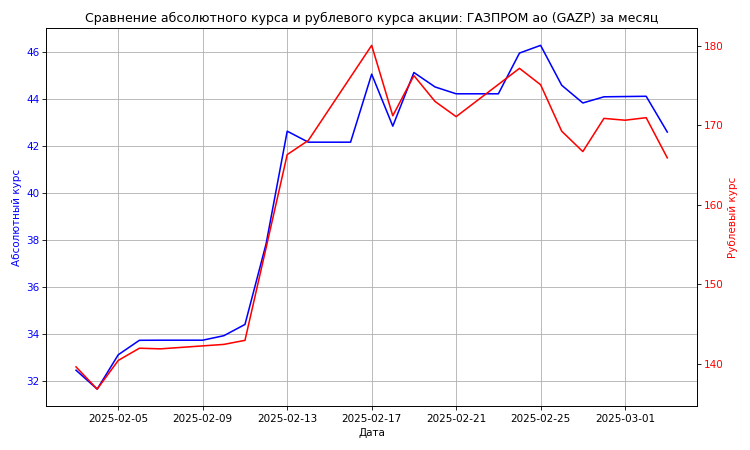 Сравнение абсолютного курса и рублевого курса акции: ГАЗПРОМ ао (GAZP) за месяц
46
44
42
40
38
36
34
32
Абсолютный курс
180
170
160
150
140
Рублевый курс
2025-02-05 2025-02-09 2025-02-13 2025-02-17 2025-02-21 2025-02-25 2025-03-01
Дата